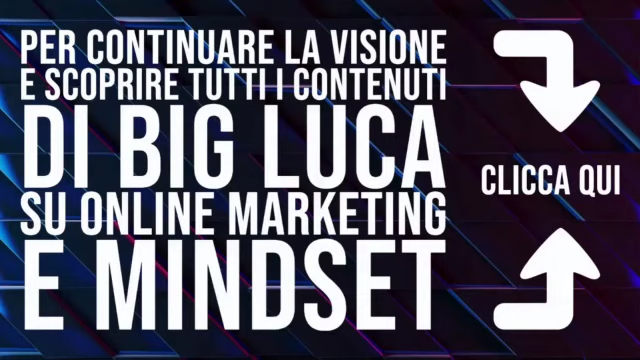 PER CONTINUARE LA VISIONE
E SCOPRIRE TUTTI I CONTENUTI
DI BIG LUCA
SU ONLINE MARKETING
E MINDSET
CLICCA QUI